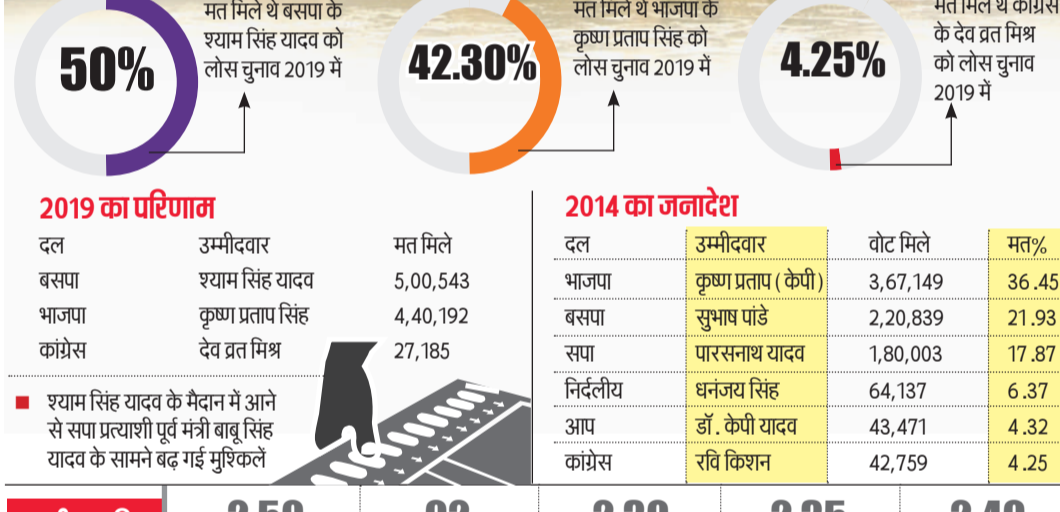 50%
मत मिले थे बसपा के
श्याम सिंह यादव को
लोस चुनाव 2019 में
42.30%
मत मिले थे भाजपा के
कृष्ण प्रताप सिंह को
लोस चुनाव 2019 में
4.25%
मत मिले थे कांग्रेस
के देव व्रत मिश्र
को लोस चुनाव
2019 में
2019 का परिणाम
दल उम्मीदवार मत मिले
बसपा श्याम सिंह यादव 5,00,543
भाजपा कृष्ण प्रताप सिंह 4,40,192
कांग्रेस देव व्रत मिश्र 27,185
श्याम सिंह यादव के मैदान में आने
से सपा प्रत्याशी पूर्व मंत्री बाबू सिंह
यादव के सामने बढ़ गई मुश्किलें
2014 का जनादेश
दल उम्मीदवार वोट मिले मत%
भाजपा कृष्ण प्रताप ( केपी ) 3,67,149 36.45
बसपा सुभाष पांडे 2,20,839 21.93
सपा पारसनाथ यादव 1,80,003 17.87
निर्दलीय धनंजय सिंह 64,137 6.37
आप डॉ. केपी यादव 43,471 4.32
कांग्रेस रवि किशन 42,759 4.25